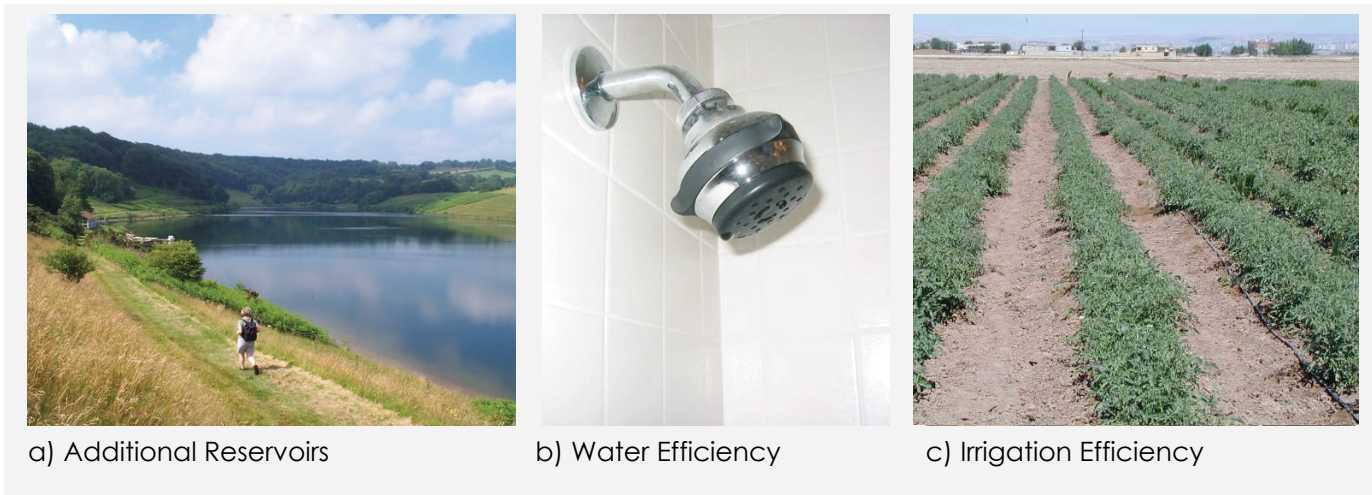 a) Additional Reservoirs
b) Water Efficiency
c) Irrigation Efficiency